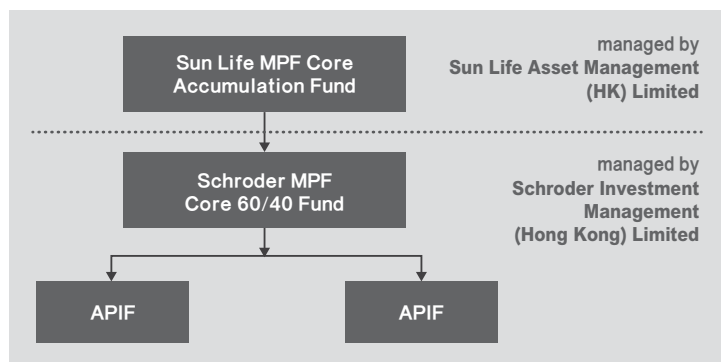 Sun Life MPF Core
Accumulation Fund
managed by
Sun Life Asset Management
(HK) Limited
Schroder MPF
Core 60/40 Fund
managed by
Schroder Investment
Management
(Hong Kong) Limited
APIF
APIF